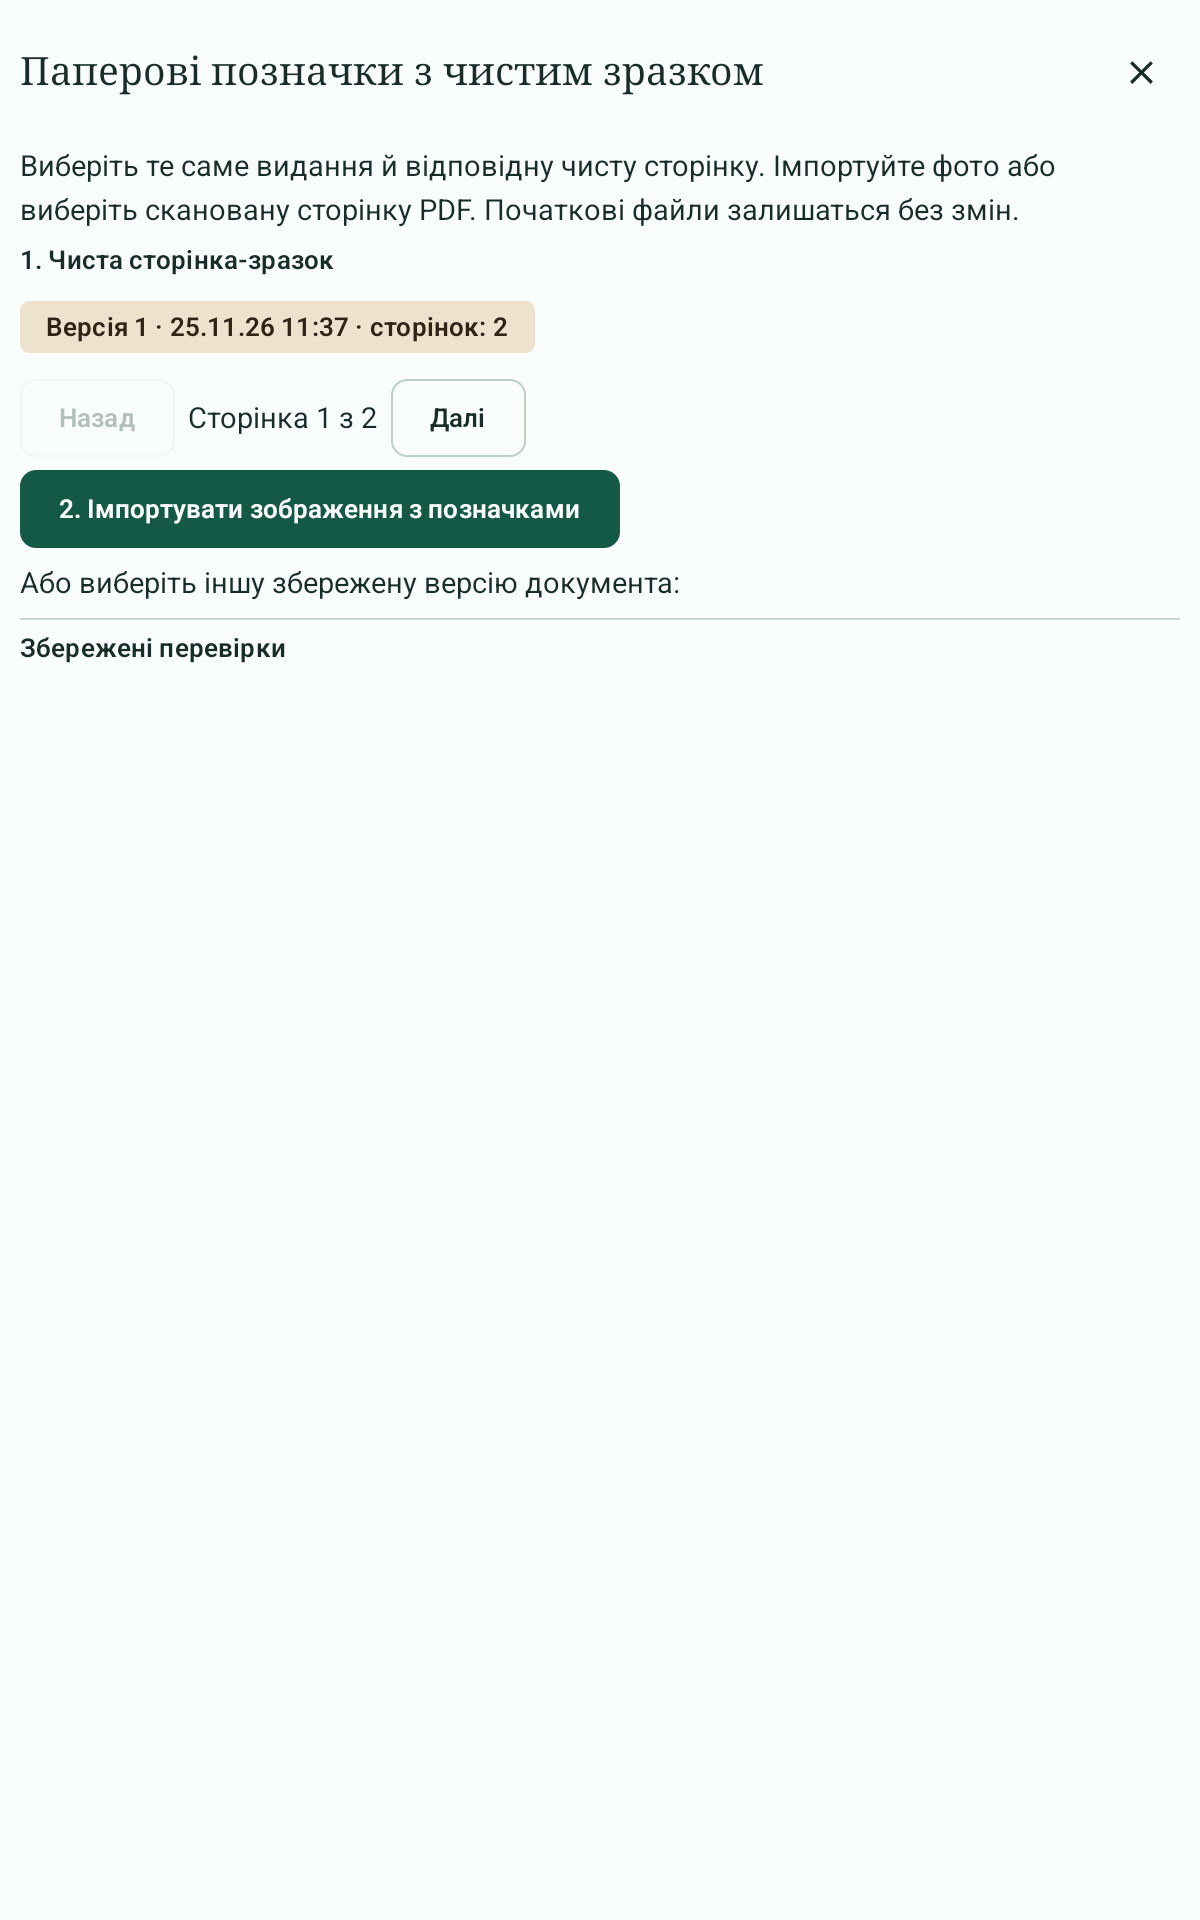 Паперові позначки з чистим зразком
Виберіть те саме видання й відповідну чисту сторінку. Імпортуйте фото або
виберіть скановану сторінку PDF. Початкові файли залишаться без змін.
1. Чиста сторінка-зразок
Версія 1 · 25.11.26 11:37 · сторінок: 2
Назад Сторінка 1 з 2 Далі
2. Імпортувати зображення з позначками
Або виберіть іншу збережену версію документа:
Збережені перевірки